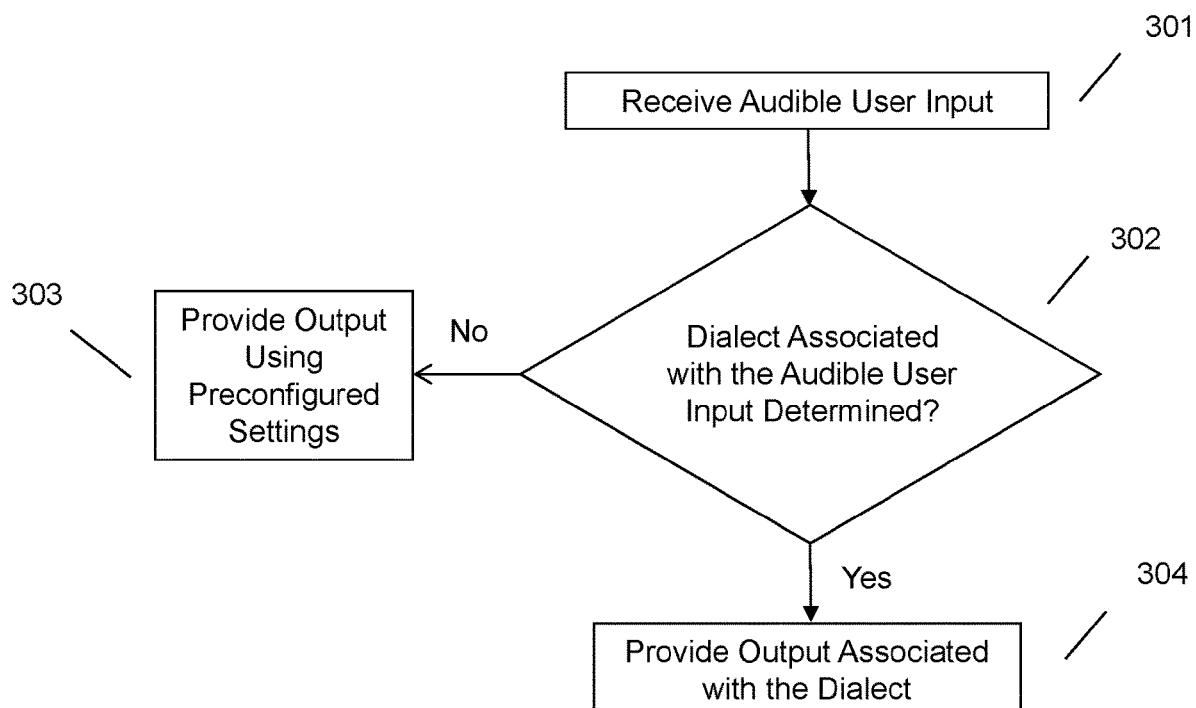 301
Receive Audible User Input
302
Dialect Associated
with the Audible User
Input Determined?
303
Provide Output
Using
Preconfigured
Settings
No
Yes
304
Provide Output Associated
with the Dialect